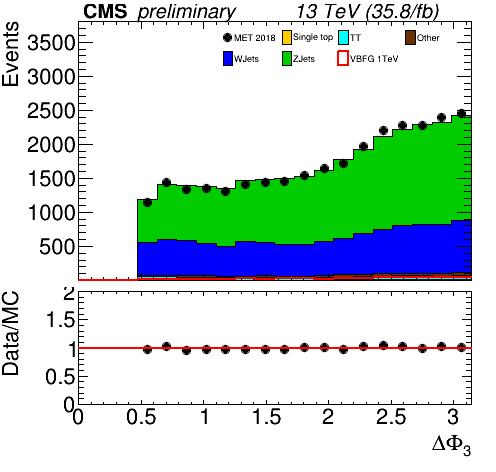 CMS preliminary 13 TeV (35.8/fb)
MET 2018 Single top TT Other
WJets ZJets VBFG 1TeV
Events
3500
3000
2500
2000
1500
1000
500
Data/MC
2
1.5
1
0.5
0
0 0.5 1 1.5 2 2.5 3
ΔΦ3